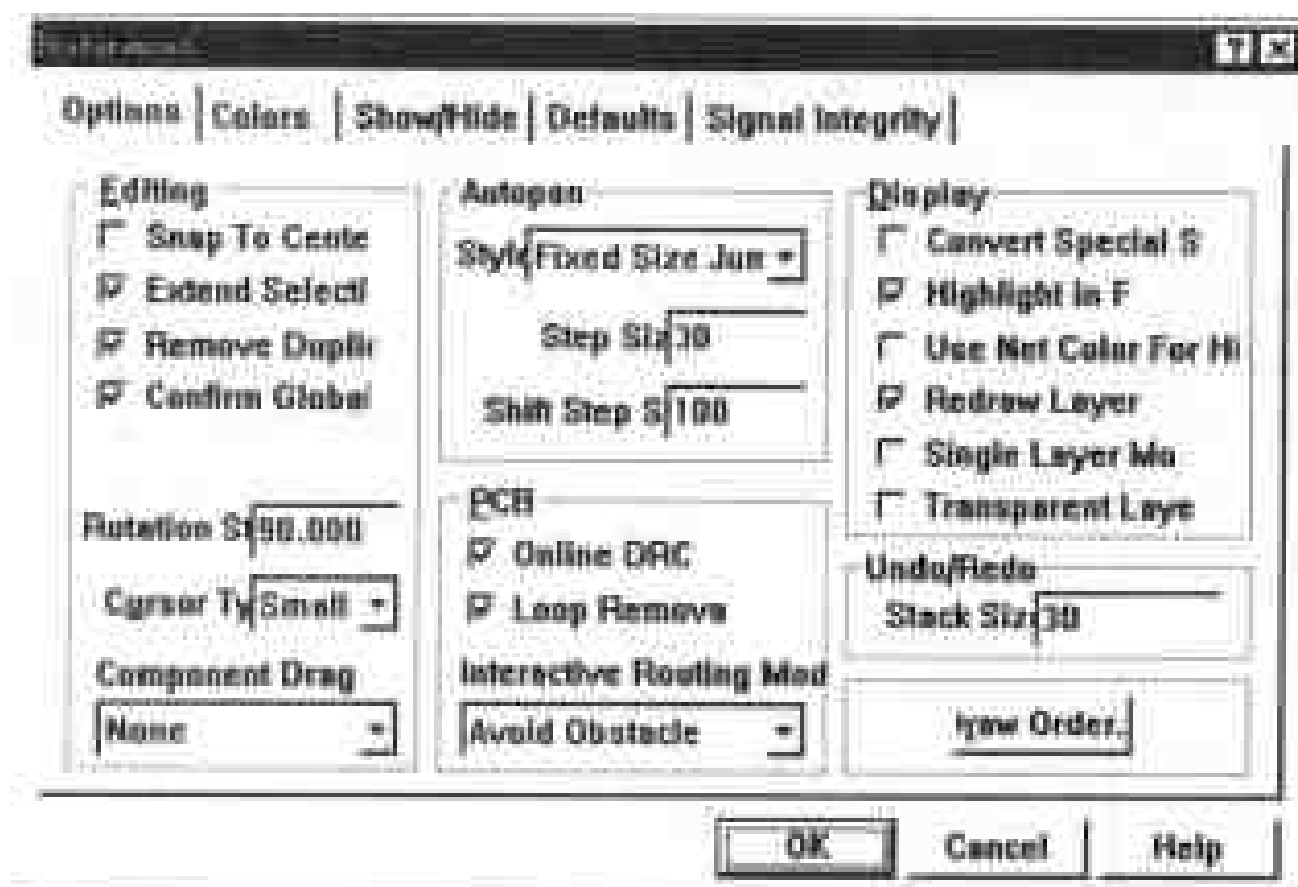 Options Colors Show/Hide Defaults Signal Integrity
Editing
Snap To Cente
Extend Selecti
Remove Duplic
Confirm Global
Rotation St 90.000
Cursor Ty Small
Component Drag
None
Autopan
Style Fixed Size Jum
Step Siz 30
Shift Step S 100
PCB
Online DRC
Loop Remova
Interactive Routing Mod
Avoid Obstacle
Display
Convert Special S
Highlight in F
Use Net Color For Hi
Redraw Layer
Single Layer Mo
Transparent Laye
Undo/Redo
Stack Siz 30
Order..
OK Cancel Help